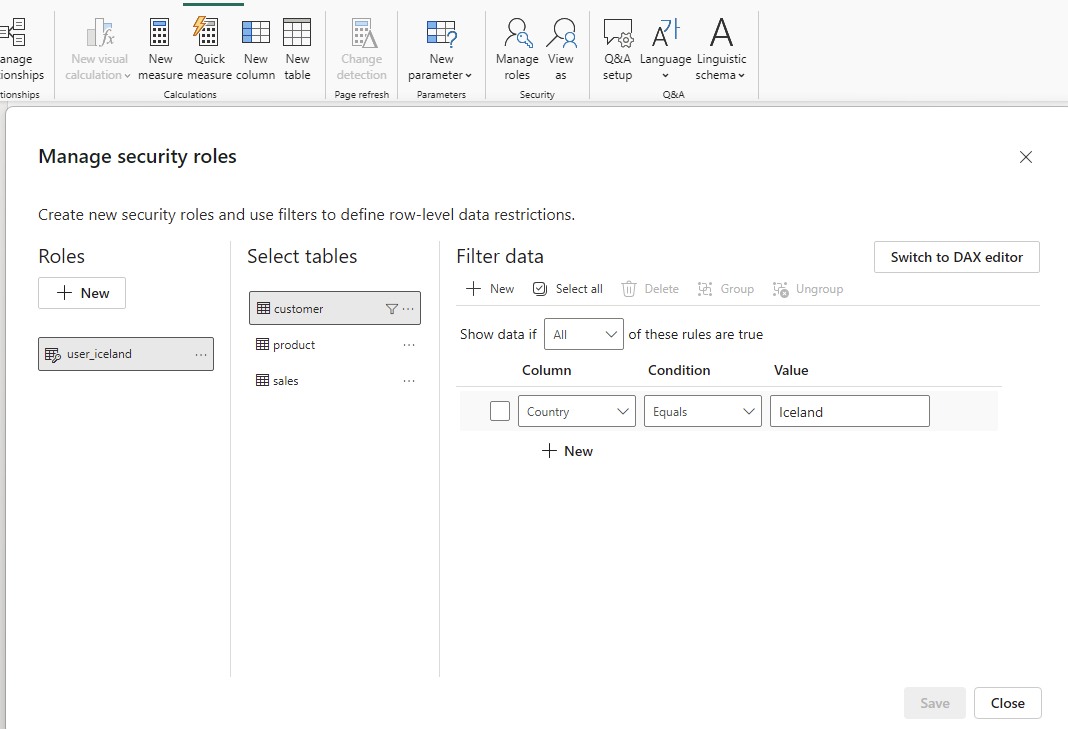 anage
ionships
tionships
New visual
calculation
New
measure
Quick
measure
New
column
New
table
Calculations
Change
detection
Page refresh
New
parameter
Parameters
Manage
roles
View
as
Security
Q&A
setup
Language
Linguistic
schema
Q&A
Manage security roles
Create new security roles and use filters to define row-level data restrictions.
Roles
New
user_iceland
Select tables
customer
product
sales
Filter data
Switch to DAX editor
New
Select all
Delete
Group
Ungroup
Show data if All of these rules are true
Column Condition Value
Country Equals Iceland
New
Save
Close